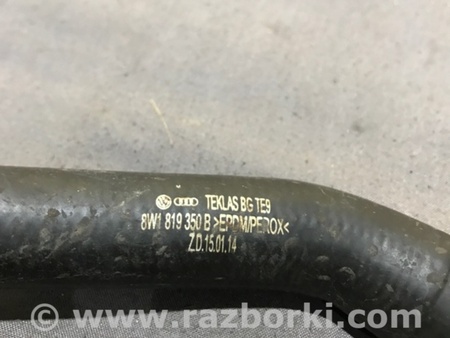 TEKLAS BG TE9
8W1 819 350 B >EPDM/PEROX<
Z.D.15.01.14
© www.razborki.com